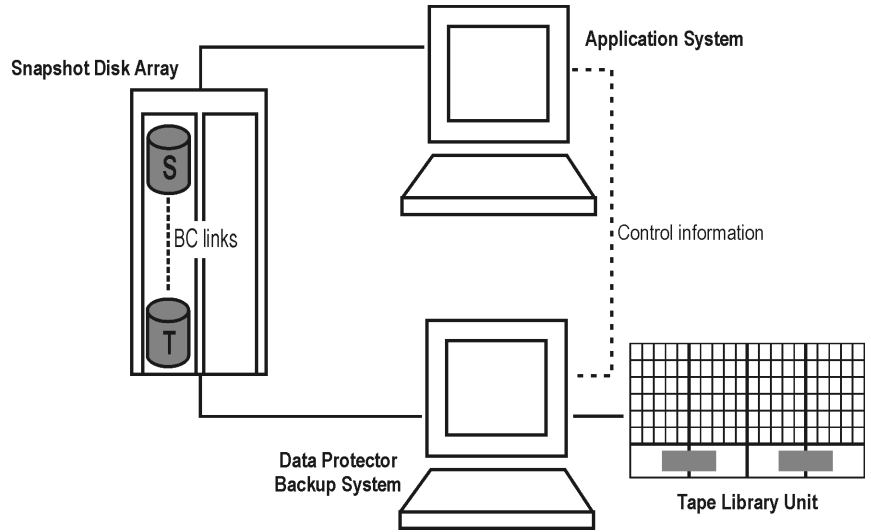 Application System
Snapshot Disk Array
S
BC links
Control information
T
Data Protector
Backup System
Tape Library Unit